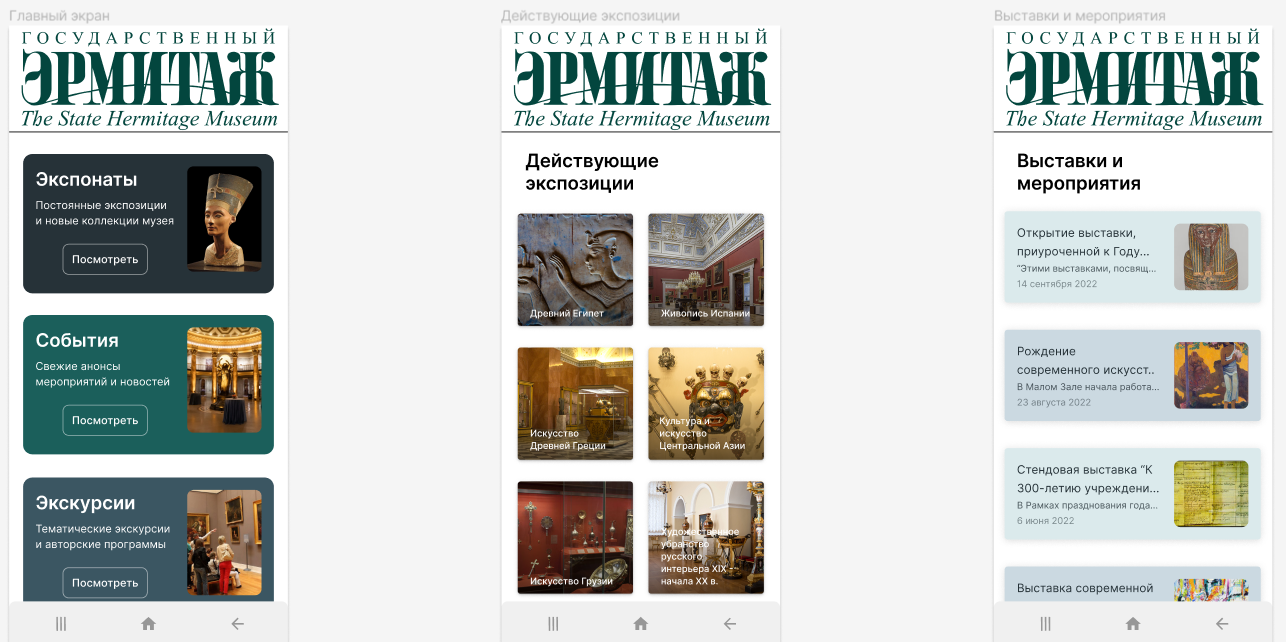 Главный экран
ГОСУДАРСТВЕННЫЙ
ЭРМИТАЖ
The State Hermitage Museum
Экспонаты
Постоянные экспозиции
и новые коллекции музея
Посмотреть
События
Свежие анонсы
мероприятий и новостей
Посмотреть
Экскурсии
Тематические экскурсии
и авторские программы
Посмотреть
Действующие экспозиции
ГОСУДАРСТВЕННЫЙ
ЭРМИТАЖ
The State Hermitage Museum
Действующие
экспозиции
Древний Египет
Живопись Испании
Искусство
Древней Греции
Культура и
искусство
Центральной Азии
Искусство Грузии
Художественное
убранство
русского
интерьера XIX -
начала XX в.
Выставки и мероприятия
ГОСУДАРСТВЕННЫЙ
ЭРМИТАЖ
The State Hermitage Museum
Выставки и
мероприятия
Открытие выставки,
приуроченной к Году...
"Этими выставками, посвящ...
14 сентября 2022
Рождение
современного искусст..
В Малом Зале начала работа...
23 августа 2022
Стендовая выставка "К
300-летию учреждени...
В Рамках празднования года...
6 июня 2022
Выставка современной